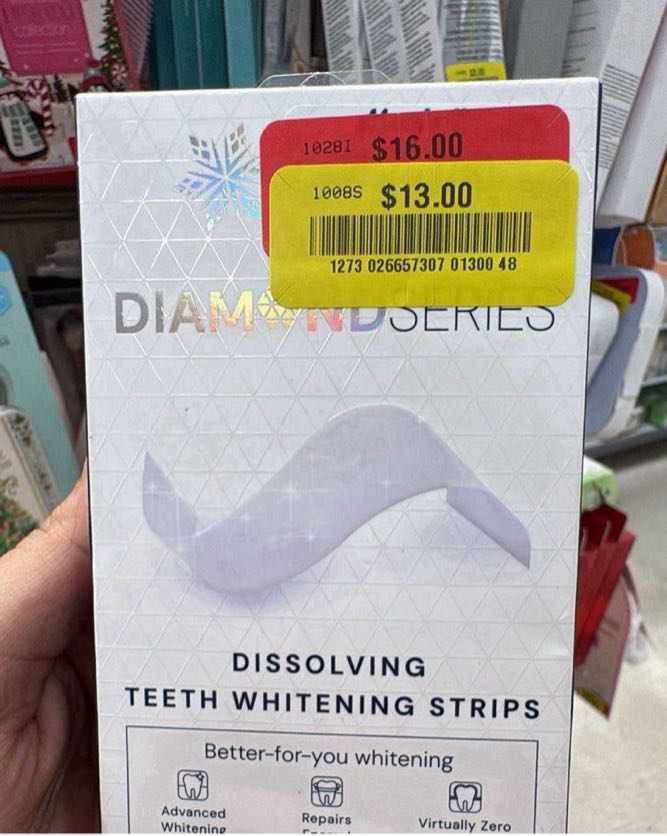 1028I $16.00
1008S $13.00
1273 026657307 01300 48
DIAMONDSERIES
DISSOLVING
TEETH WHITENING STRIPS
Better-for-you whitening
Advanced
Whitening
Repairs
Virtually Zero